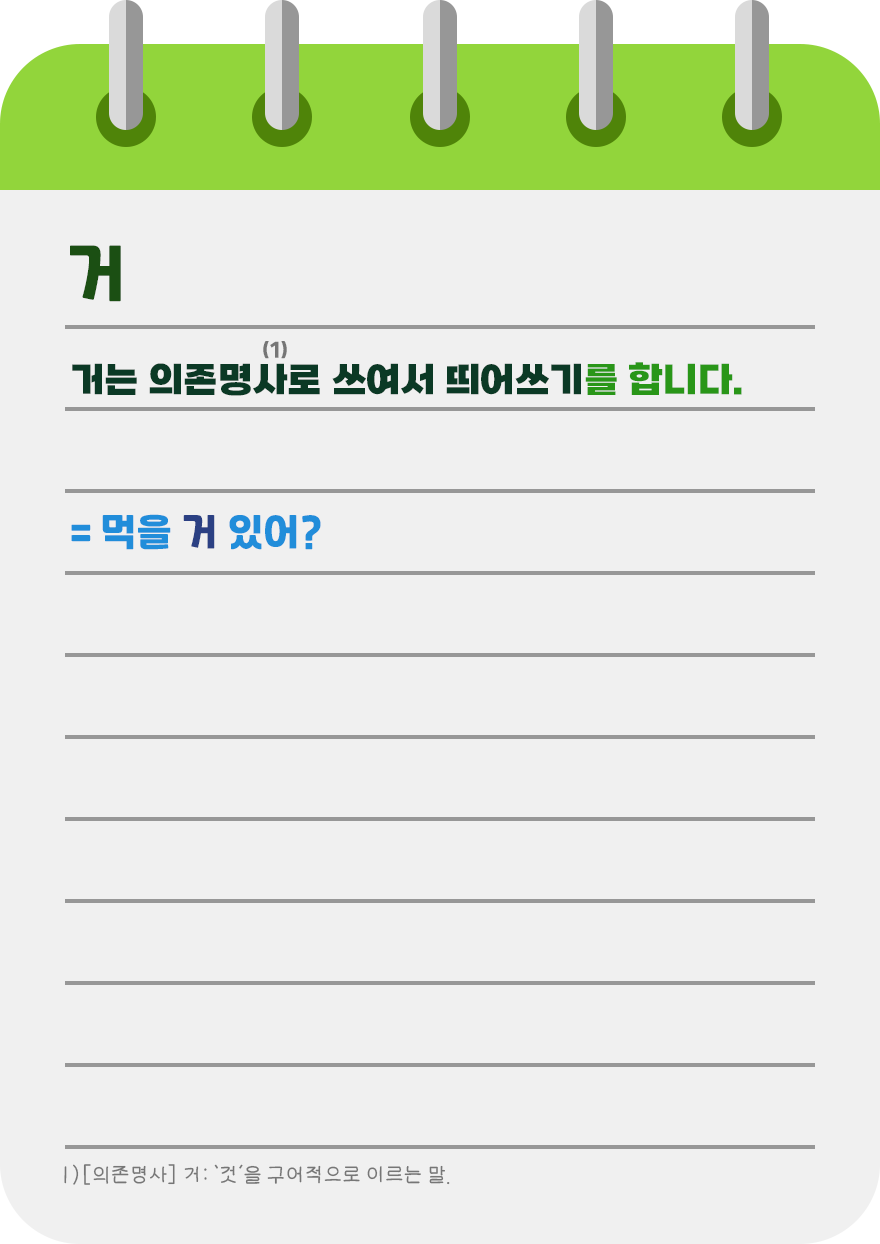 거
(1)
거는 의존명사로 쓰여서 띄어쓰기를 합니다.
= 먹을 거 있어?
1)[의존명사] 거: '것'을 구어적으로 이르는 말.